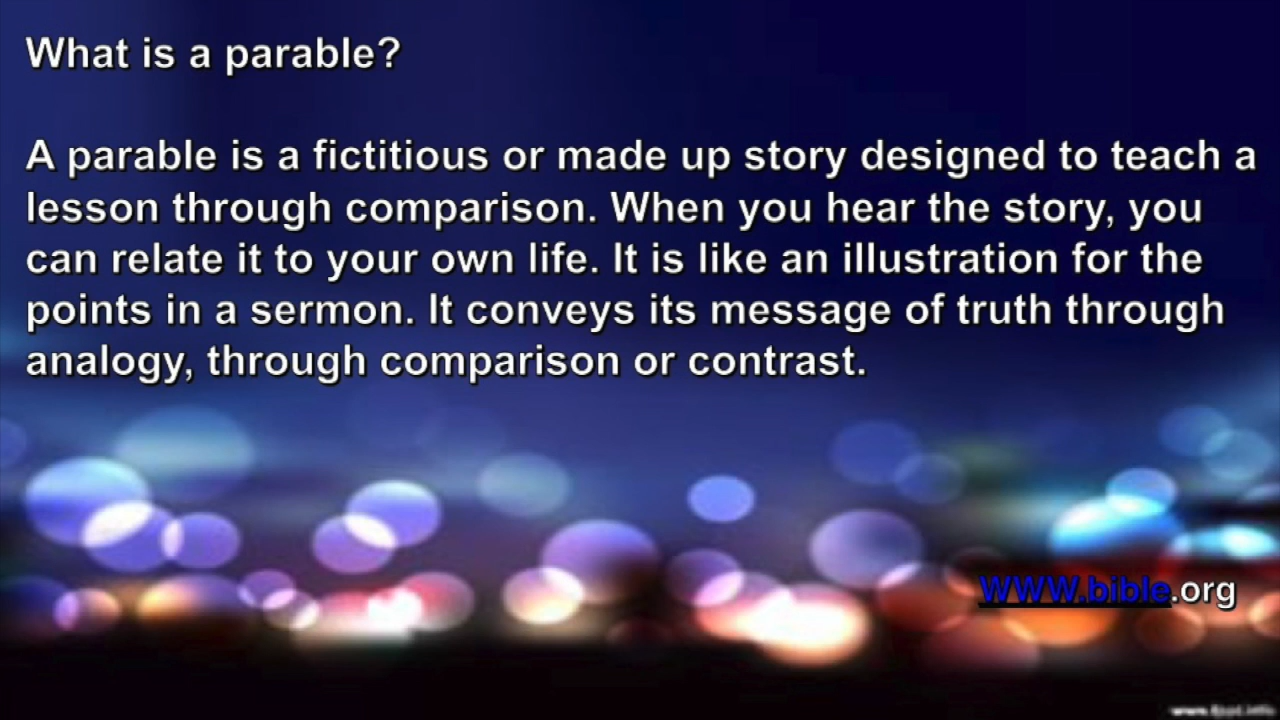 What is a parable?
A parable is a fictitious or made up story designed to teach a
lesson through comparison. When you hear the story, you
can relate it to your own life. It is like an illustration for the
points in a sermon. It conveys its message of truth through
analogy, through comparison or contrast.
WWW.bible.org